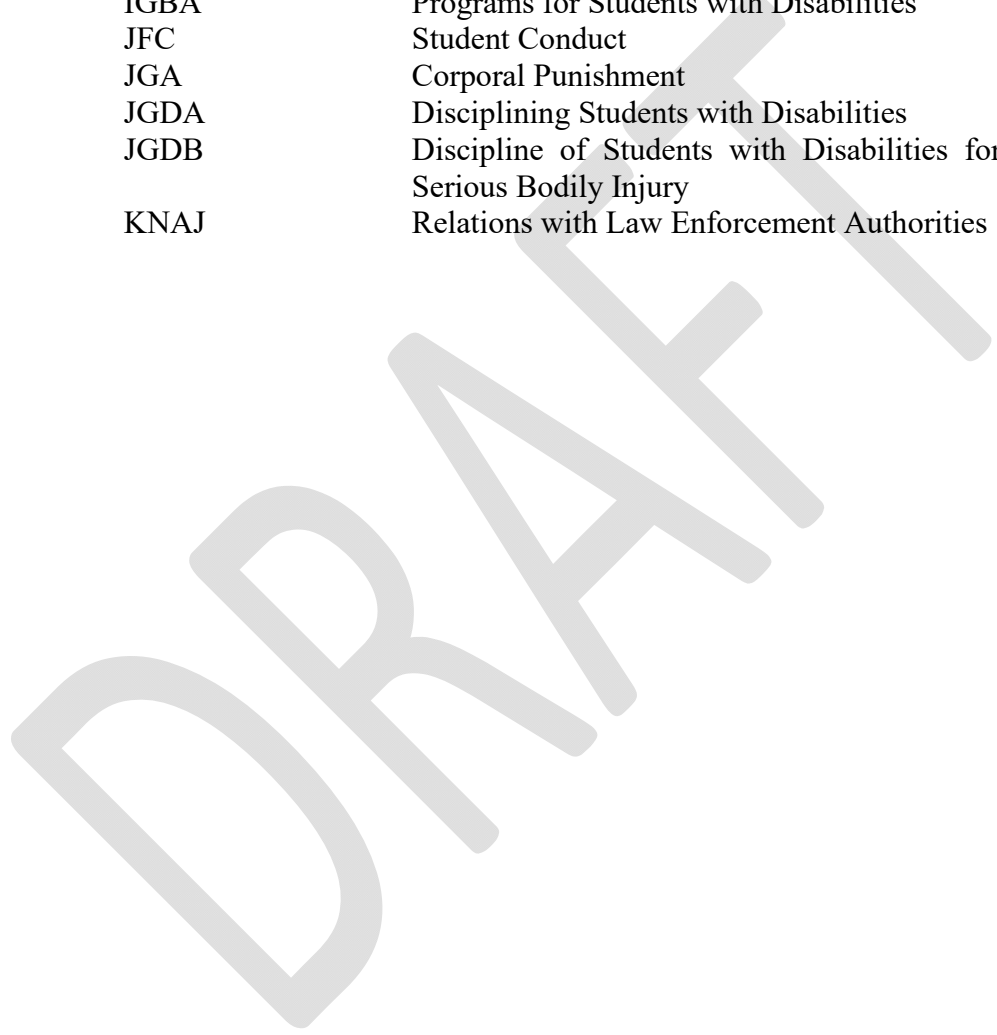 IGBA Programs for Students with Disabilities
JFC Student Conduct
JGA Corporal Punishment
JGDA Disciplining Students with Disabilities
JGDB Discipline of Students with Disabilities for
Serious Bodily Injury
KNAJ Relations with Law Enforcement Authorities
DRAFT